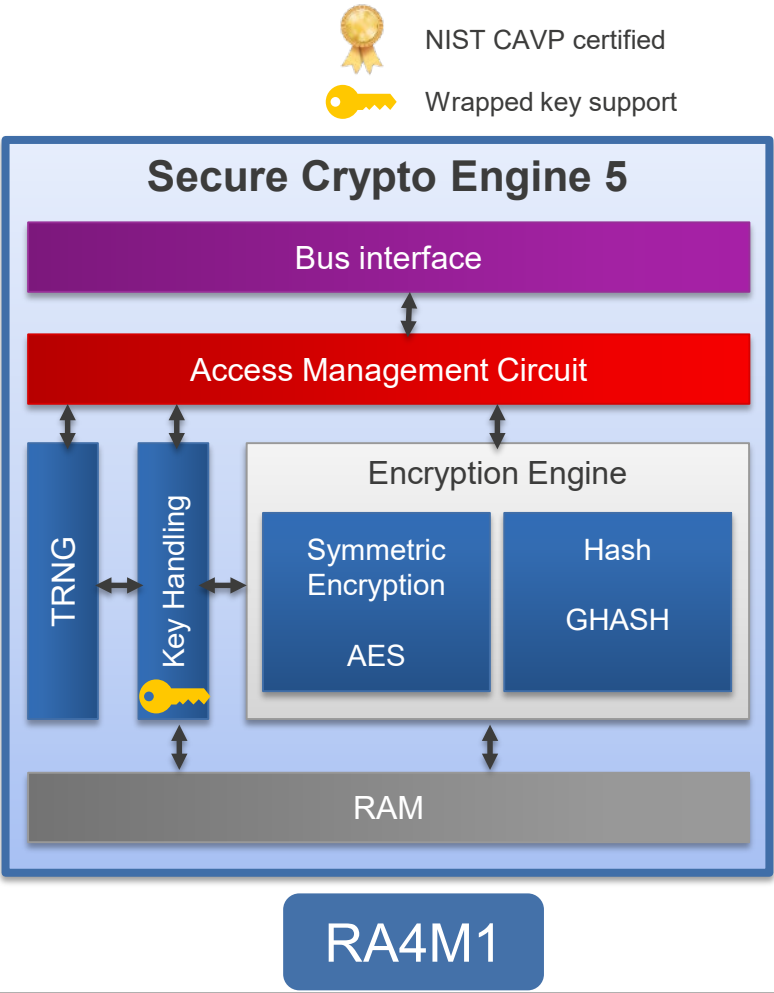 NIST CAVP certified
Wrapped key support
Secure Crypto Engine 5
Bus interface
Access Management Circuit
TRNG
Key Handling
Encryption Engine
Symmetric
Encryption
AES
Hash
GHASH
RAM
RA4M1